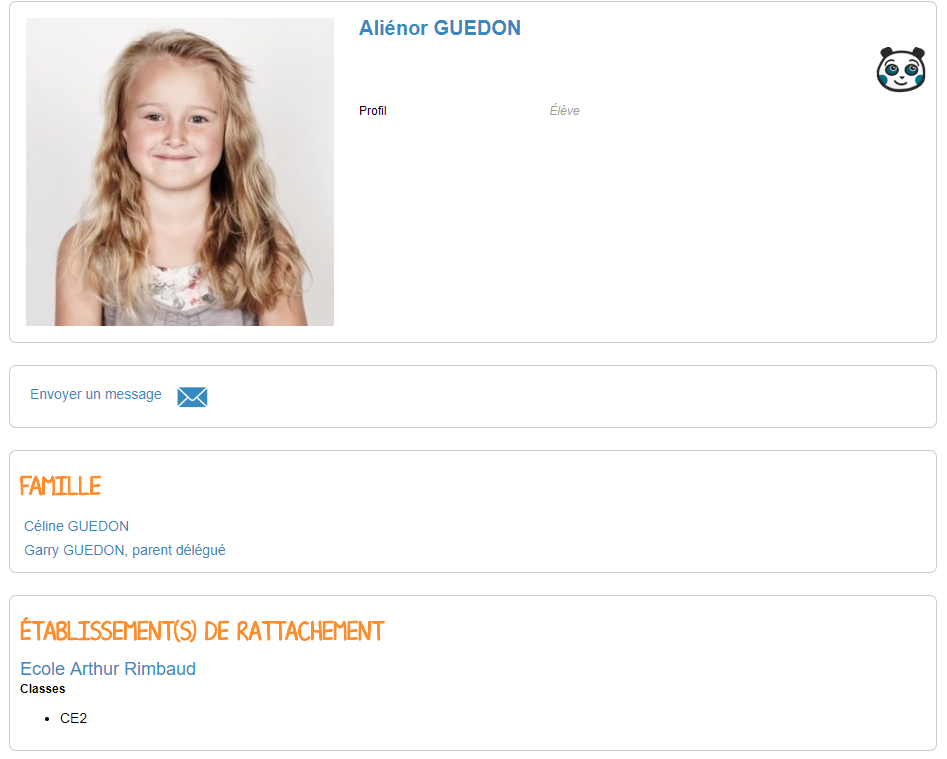 Aliénor GUEDON
Profil Élève
Envoyer un message
FAMILLE
Céline GUEDON
Garry GUEDON, parent délégué
ÉTABLISSEMENT(S) DE RATTACHEMENT
Ecole Arthur Rimbaud
Classes
• CE2